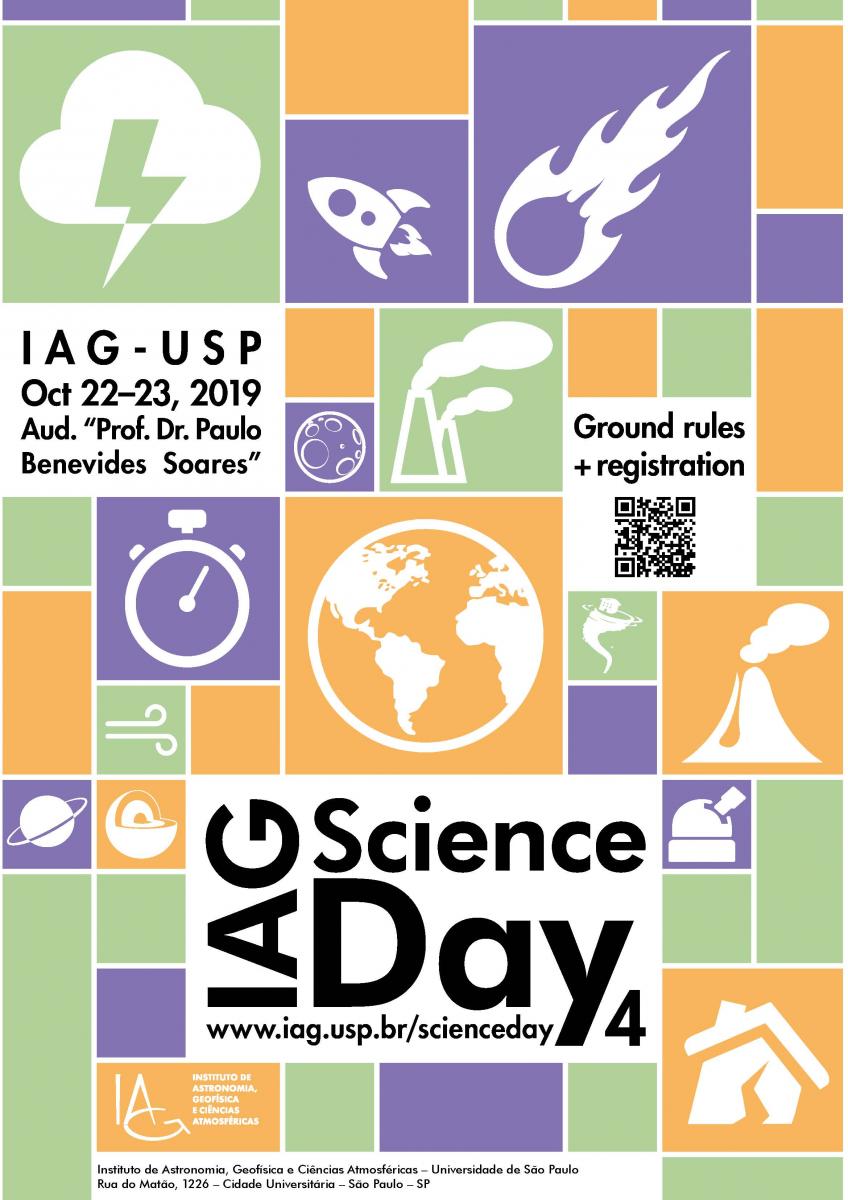 IAG-USP
Oct 22–23, 2019
Aud. “Prof. Dr. Paulo
Benevides Soares”
Ground rules
+ registration
IAG
Science
Day
4
www.iag.usp.br/scienceday
IAG
INSTITUTO DE
ASTRONOMIA,
GEOFÍSICA
E CIÊNCIAS
ATMOSFÉRICAS
Instituto de Astronomia, Geofísica e Ciências Atmosféricas – Universidade de São Paulo
Rua do Matão, 1226 – Cidade Universitária – São Paulo – SP